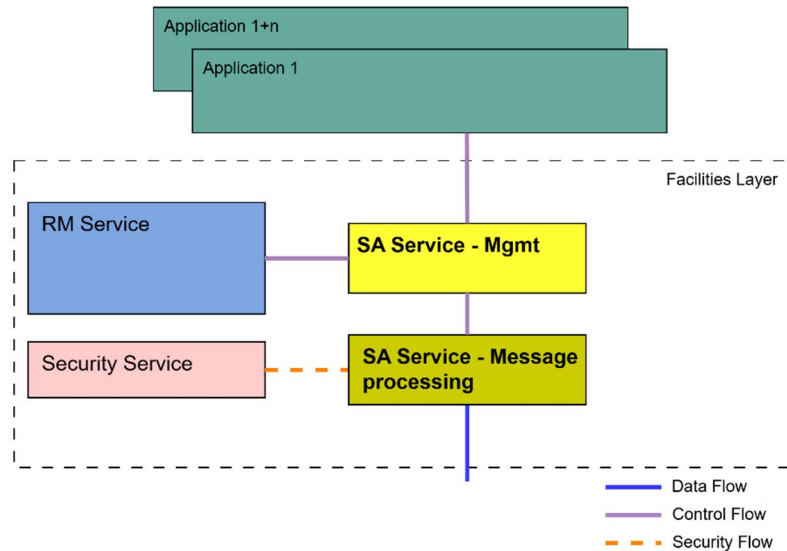 Application 1+n
Application 1
Facilities Layer
RM Service
SA Service - Mgmt
Security Service
SA Service - Message
processing
Data Flow
Control Flow
Security Flow